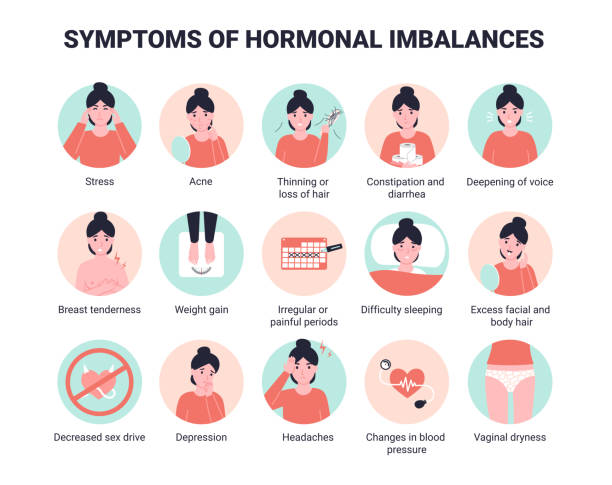 SYMPTOMS OF HORMONAL IMBALANCES
Stress
Acne
Thinning or
loss of hair
Constipation and
diarrhea
Deepening of voice
Breast tenderness
Weight gain
Irregular or
painful periods
Difficulty sleeping
Excess facial and
body hair
Decreased sex drive
Depression
Headaches
Changes in blood
pressure
Vaginal dryness